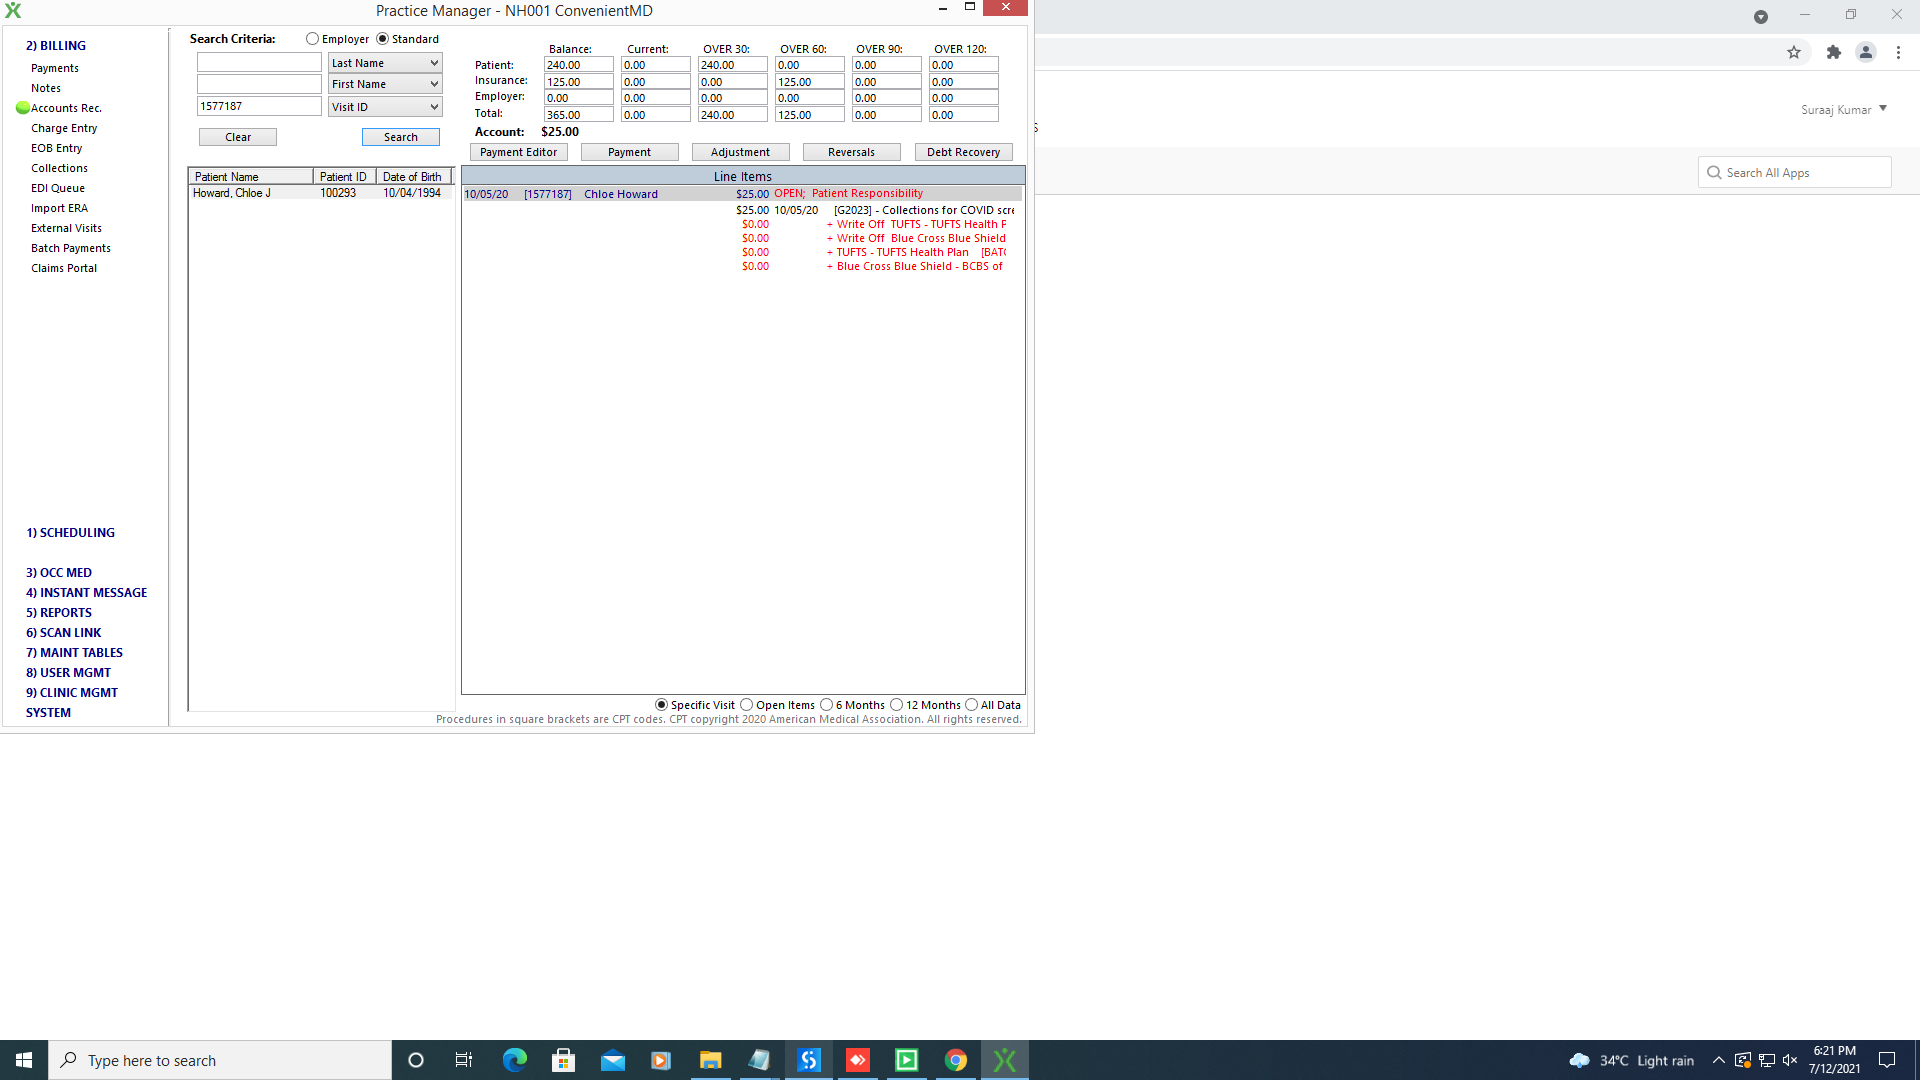 Practice Manager - NH001 ConvenientMD
2) BILLING
Payments
Notes
Accounts Rec.
Charge Entry
EOB Entry
Collections
EDI Queue
Import ERA
External Visits
Batch Payments
Claims Portal
1) SCHEDULING
3) OCC MED
4) INSTANT MESSAGE
5) REPORTS
6) SCAN LINK
7) MAINT TABLES
8) USER MGMT
9) CLINIC MGMT
SYSTEM
Search Criteria: Employer Standard
Last Name
First Name
1577187 Visit ID
Clear Search
Patient Name Patient ID Date of Birth
Howard, Chloe J 100293 10/04/1994
Balance: Current: OVER 30: OVER 60: OVER 90: OVER 120:
Patient: 240.00 0.00 240.00 0.00 0.00 0.00
Insurance: 125.00 0.00 0.00 125.00 0.00 0.00
Employer: 0.00 0.00 0.00 0.00 0.00 0.00
Total: 365.00 0.00 240.00 125.00 0.00 0.00
Account: $25.00
Payment Editor Payment Adjustment Reversals Debt Recovery
Line Items
10/05/20 [1577187] Chloe Howard $25.00 OPEN; Patient Responsibility
$25.00 10/05/20 [G2023] - Collections for COVID scre
$0.00 + Write Off TUFTS - TUFTS Health P
$0.00 + Write Off Blue Cross Blue Shield
$0.00 + TUFTS - TUFTS Health Plan [BATC
$0.00 + Blue Cross Blue Shield - BCBS of
Specific Visit Open Items 6 Months 12 Months All Data
Procedures in square brackets are CPT codes. CPT copyright 2020 American Medical Association. All rights reserved.
Suraaj Kumar
s
Search All Apps
Type here to search
34°C Light rain
6:21 PM
7/12/2021